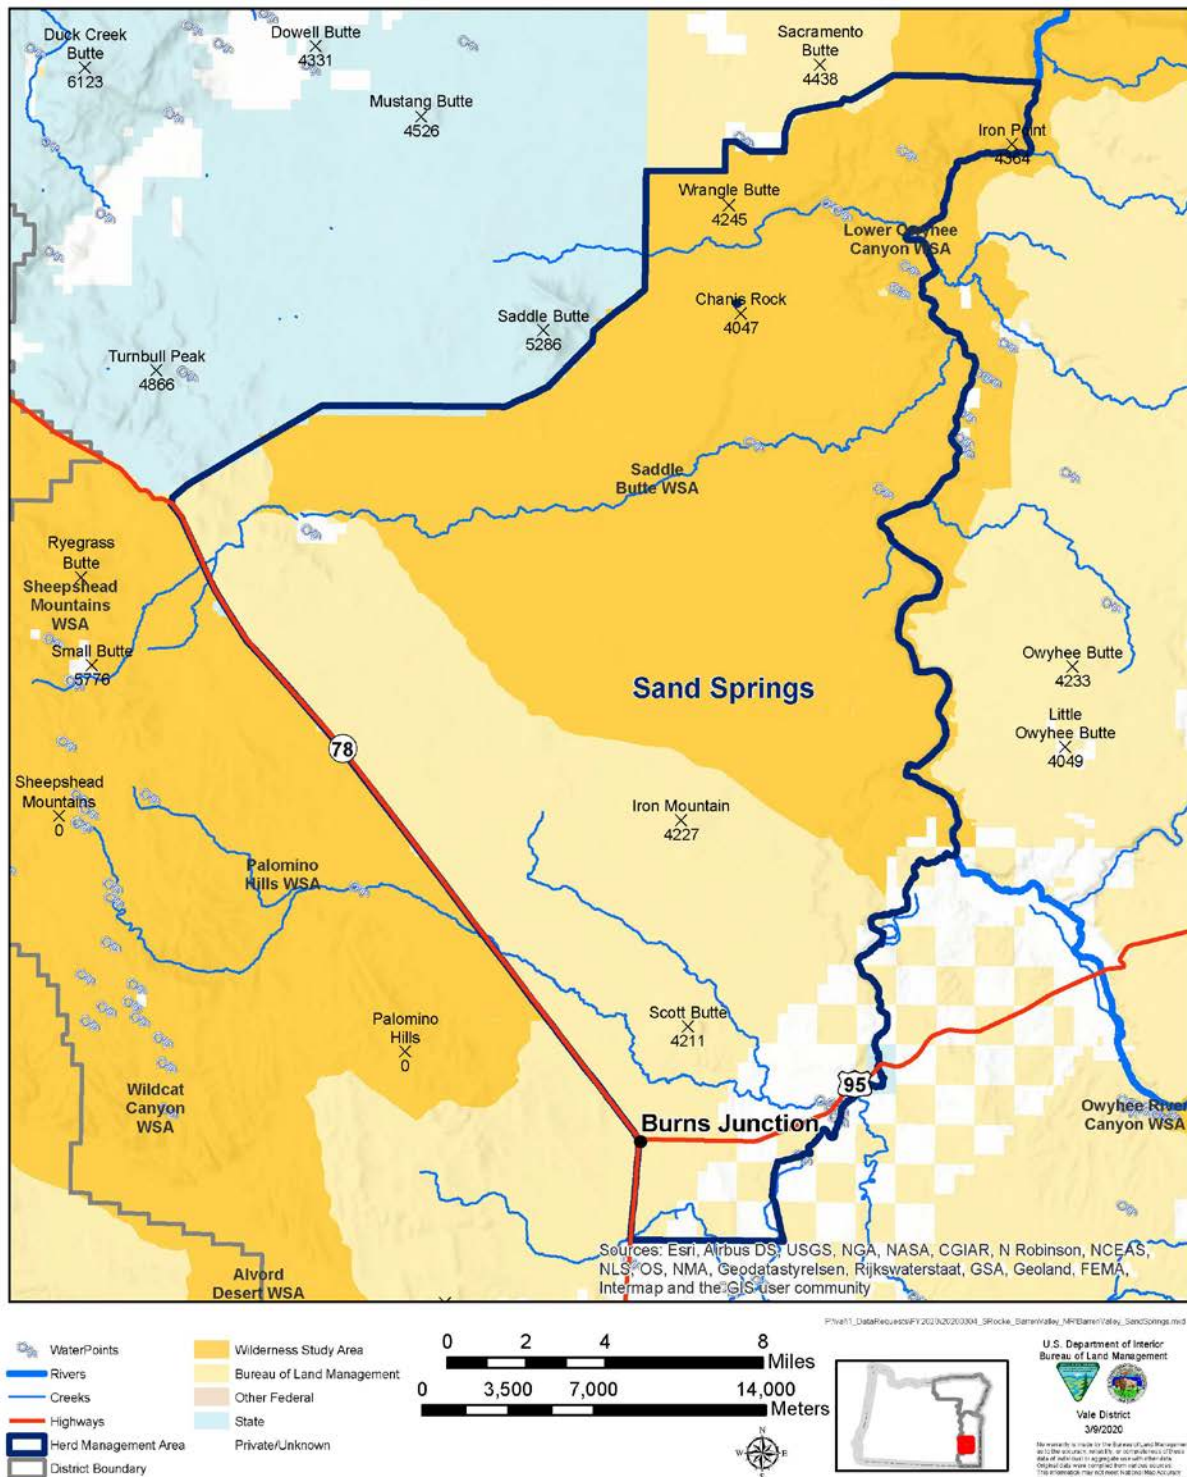 Duck Creek
Butte
6123
Dowell Butte
4331
Mustang Butte
4526
Sacramento
Butte
4438
Iron Point
4364
Wrangle Butte
4245
Lower Owyhee
Canyon WSA
Chanis Rock
4047
Saddle Butte
5286
Turnbull Peak
4866
Saddle
Butte WSA
Ryegrass
Butte
Sheepshead
Mountains
WSA
Small Butte
5776
Owyhee Butte
4233
Sand Springs
Little
Owyhee Butte
4049
78
Sheepshead
Mountains
0
Iron Mountain
4227
Palomino
Hills WSA
Scott Butte
4211
Palomino
Hills
0
Wildcat
Canyon
WSA
95
Owyhee River
Canyon WSA
Burns Junction
Alvord
Desert WSA
Sources: Esri, Airbus DS, USGS, NGA, NASA, CGIAR, N Robinson, NCEAS,
NLS, OS, NMA, Geodatastyrelsen, Rijkswaterstaat, GSA, Geoland, FEMA,
Intermap and the GIS user community
WaterPoints
Rivers
Creeks
Highways
Herd Management Area
District Boundary
Wilderness Study Area
Bureau of Land Management
Other Federal
State
Private/Unknown
0 2 4 8
Miles
0 3,500 7,000 14,000
Meters
N
W E
S
U.S. Department of Interior
Bureau of Land Management
Vale District
3/9/2020